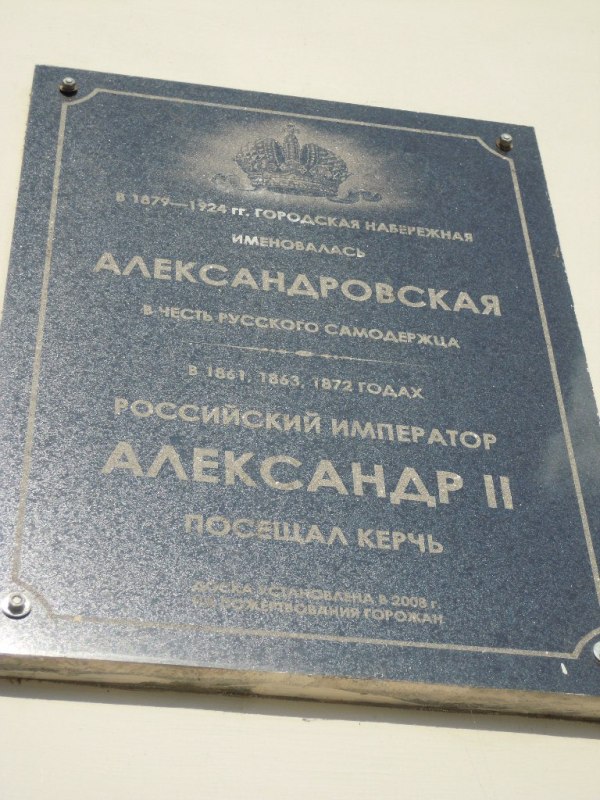 В 1879—1924 гг. ГОРОДСКАЯ НАБЕРЕЖНАЯ
ИМЕНОВАЛАСЬ
АЛЕКСАНДРОВСКАЯ
В ЧЕСТЬ РУССКОГО САМОДЕРЖЦА
В 1861, 1863, 1872 ГОДАХ
РОССИЙСКИЙ ИМПЕРАТОР
АЛЕКСАНДР II
ПОСЕЩАЛ КЕРЧЬ
ДОСКА УСТАНОВЛЕНА В 2008 г.
ПОЖЕРТВОВАНИЯ ГОРОЖАН